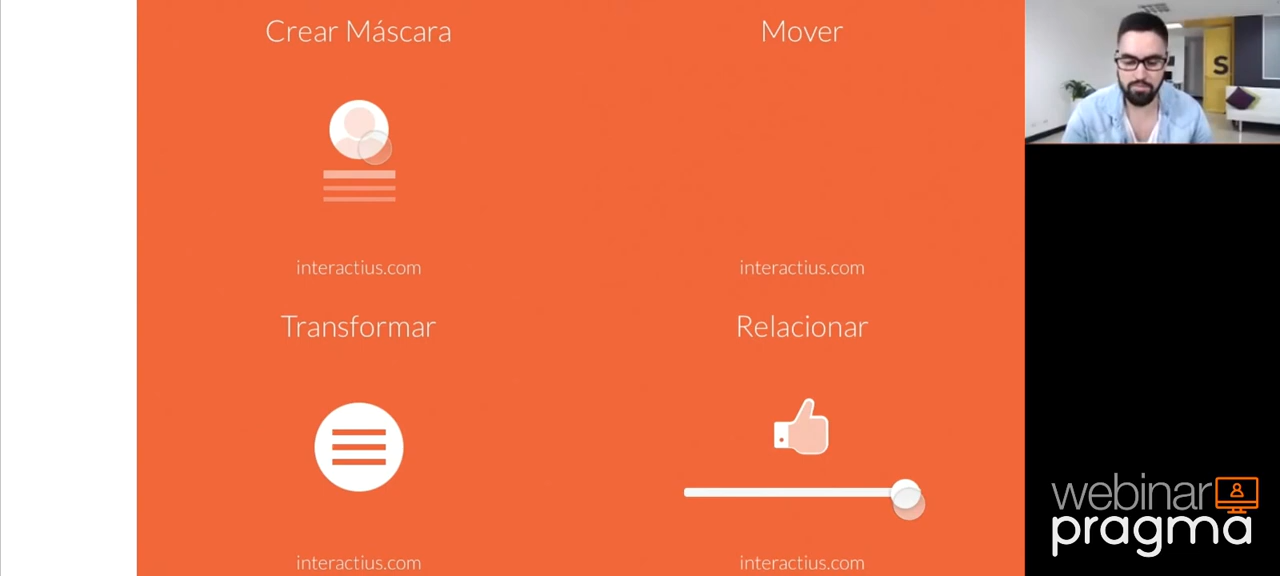 Crear Máscara
Mover
interactius.com
interactius.com
Transformar
Relacionar
interactius.com
interactius.com
S
webinar
pragma